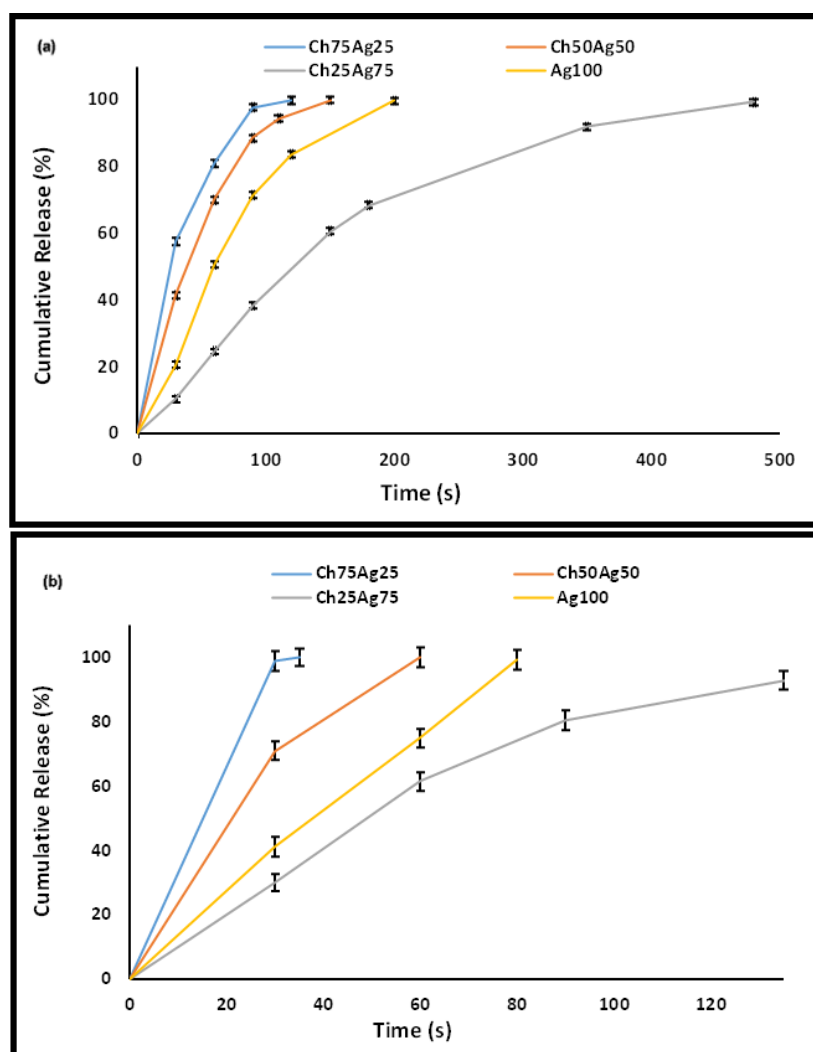 (a)
Ch75Ag25 Ch50Ag50
Ch25Ag75 Ag100
100
80
60
40
20
0
Cumulative Release (%)
0 100 200 300 400 500
Time (s)
(b)
Ch75Ag25 Ch50Ag50
Ch25Ag75 Ag100
100
80
60
40
20
0
Cumulative Release (%)
0 20 40 60 80 100 120
Time (s)